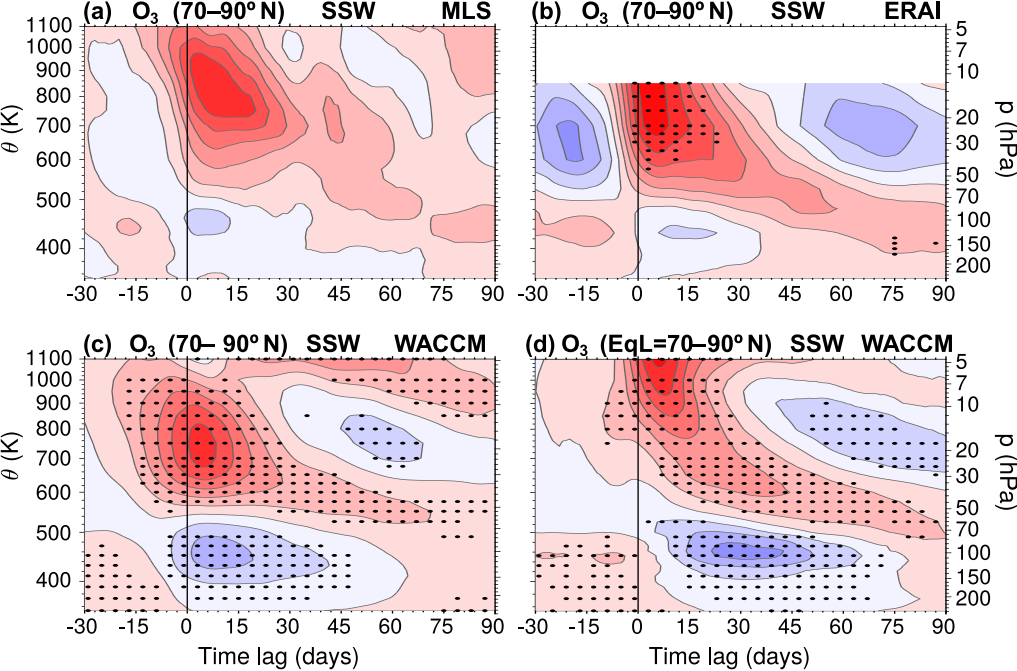 (a) O₃ (70–90° N) SSW MLS
(b) O₃ (70–90° N) SSW ERAI
1100
1000
900
800
700
600
500
400
θ (K)
5
7
10
20
30
50
70
100
150
200
p (hPa)
-30 -15 0 15 30 45 60 75 90
-30 -15 0 15 30 45 60 75 90
(c) O₃ (70– 90° N) SSW WACCM
(d) O₃ (EqL=70–90° N) SSW WACCM
1100
1000
900
800
700
600
500
400
θ (K)
5
7
10
20
30
50
70
100
150
200
p (hPa)
-30 -15 0 15 30 45 60 75 90
-30 -15 0 15 30 45 60 75 90
Time lag (days)
Time lag (days)